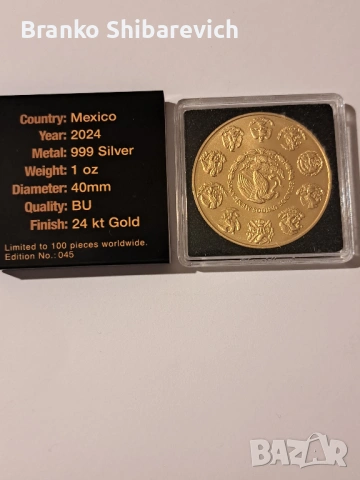 Branko Shibarevich
Country: Mexico
Year: 2024
Metal: 999 Silver
Weight: 1 oz
Diameter: 40mm
Quality: BU
Finish: 24 kt Gold
Limited to 100 pieces worldwide.
Edition No.: 045
BAZAR